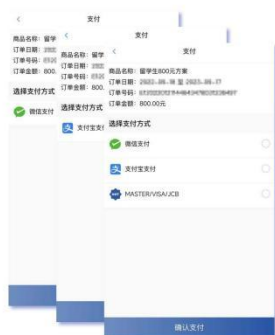 支付
商品名称：留学
订单日期：
订单号码：
订单金额：800.
选择支付方式
微信支付
支付
商品名称：留学
订单日期：
订单号码：
订单金额：800.
选择支付方式
支付宝支付
支付
商品名称：留学生800元方案
订单日期：
订单号码：
订单金额：800.00元
选择支付方式
微信支付
支付宝支付
MASTER/VISA/JCB
确认支付